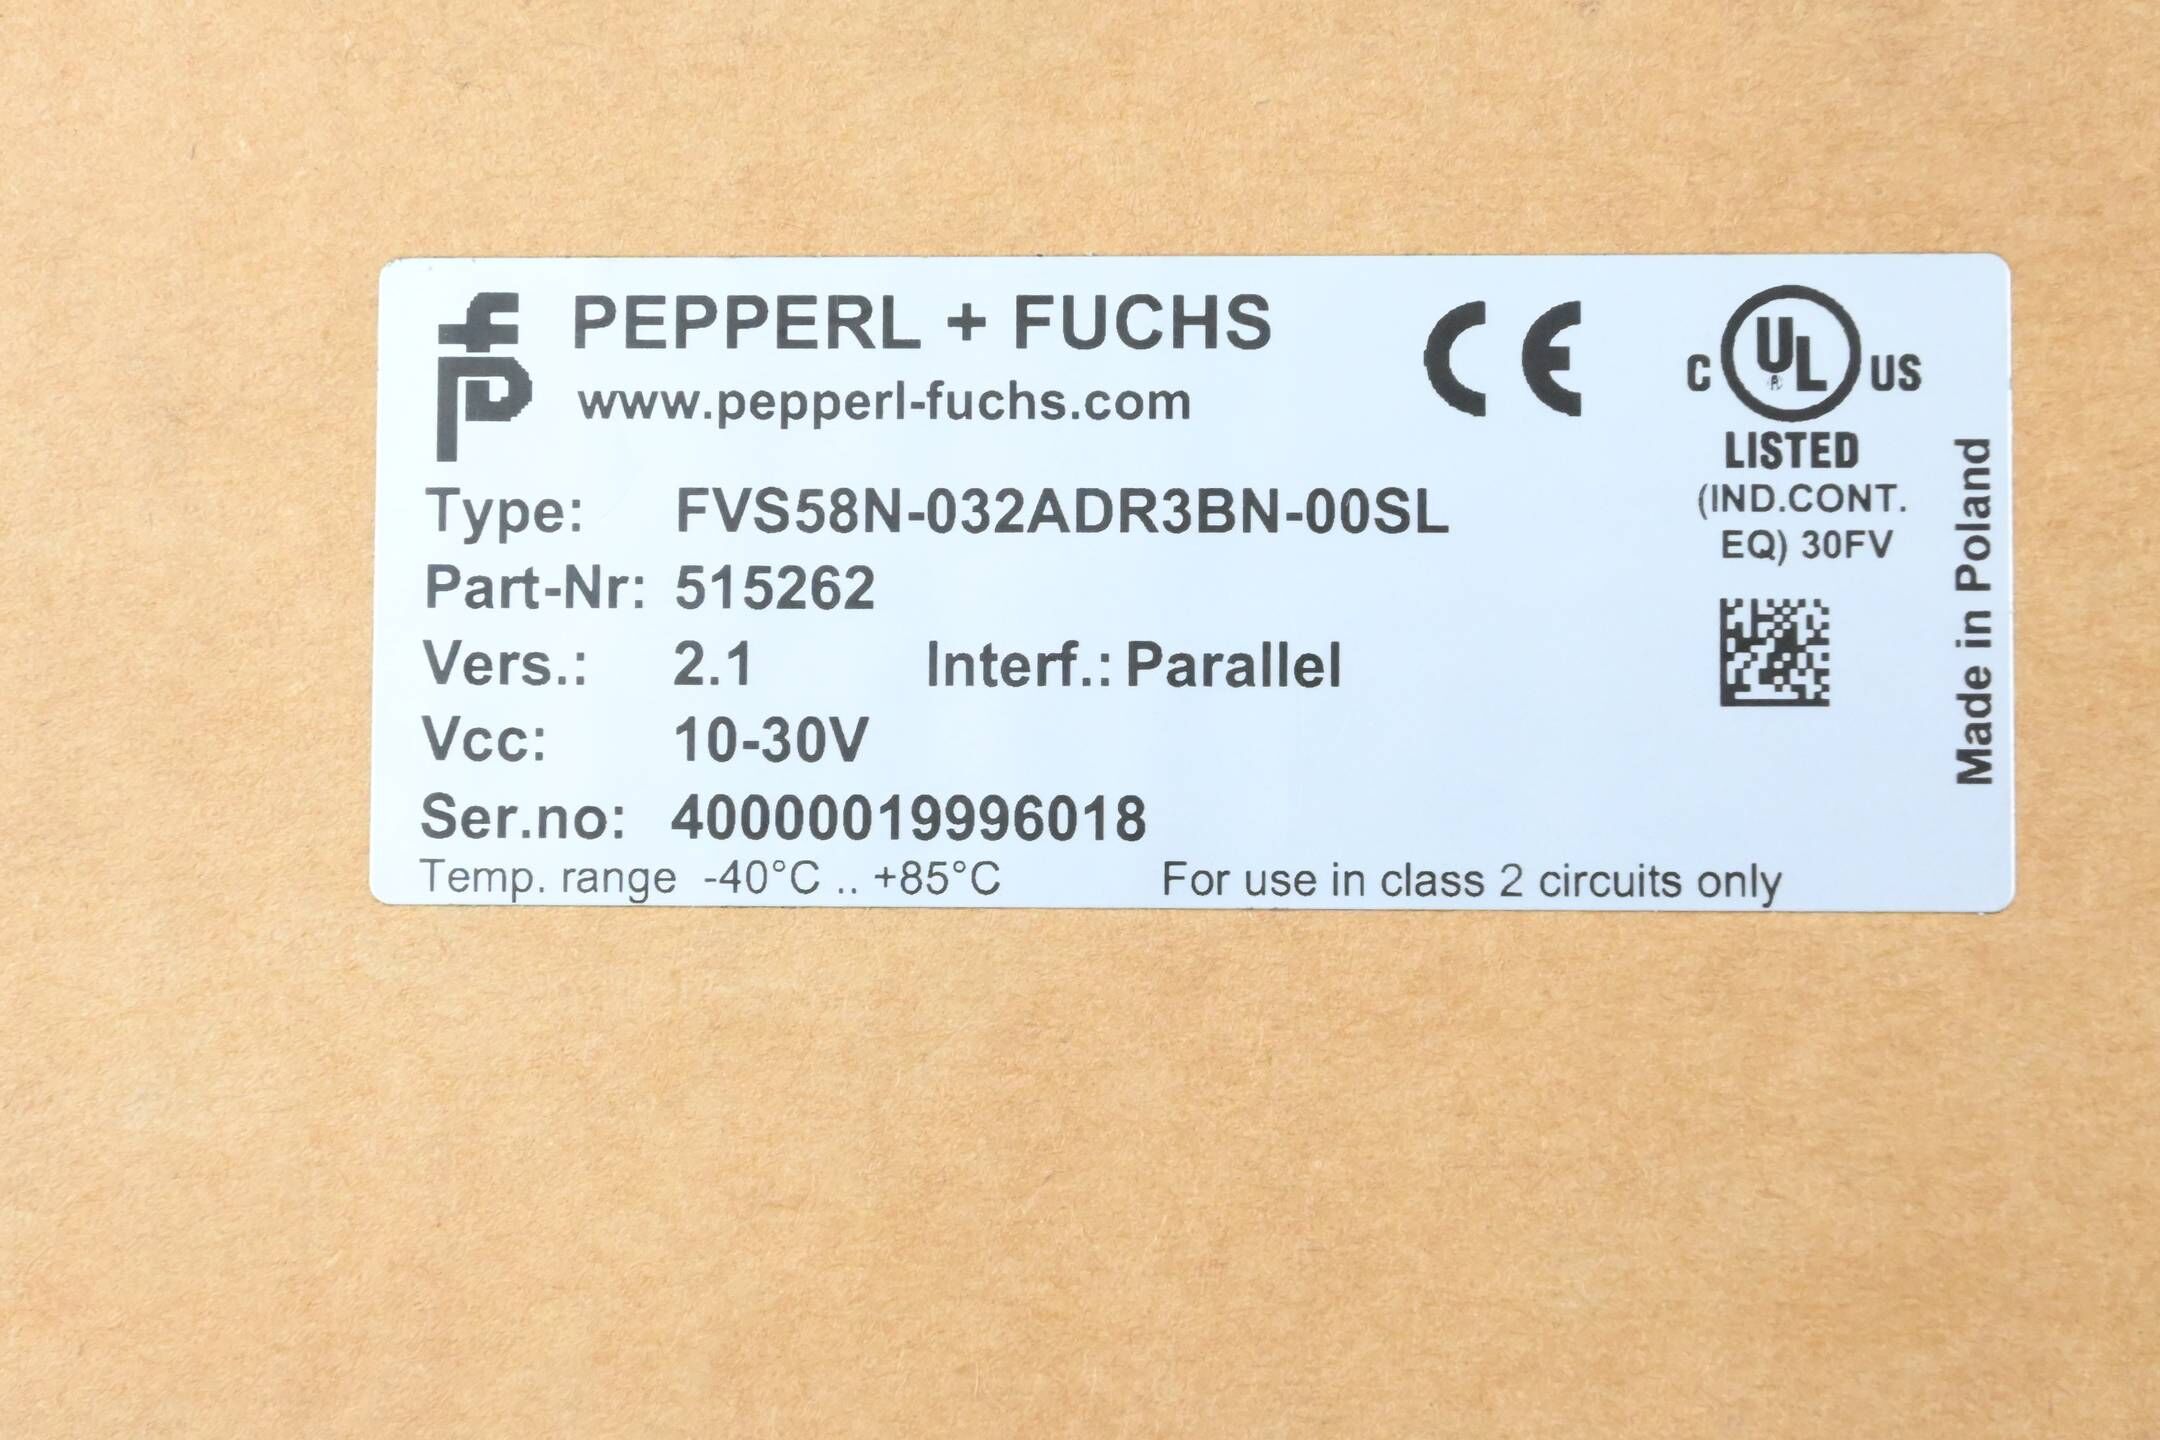 PEPPERL + FUCHS
www.pepperl-fuchs.com
CE
C UL US
LISTED
(IND.CONT.
EQ) 30FV
Type: FVS58N-032ADR3BN-00SL
Part-Nr: 515262
Vers.: 2.1 Interf.: Parallel
Vcc: 10-30V
Ser.no: 40000019996018
Temp. range -40°C .. +85°C For use in class 2 circuits only
Made in Poland